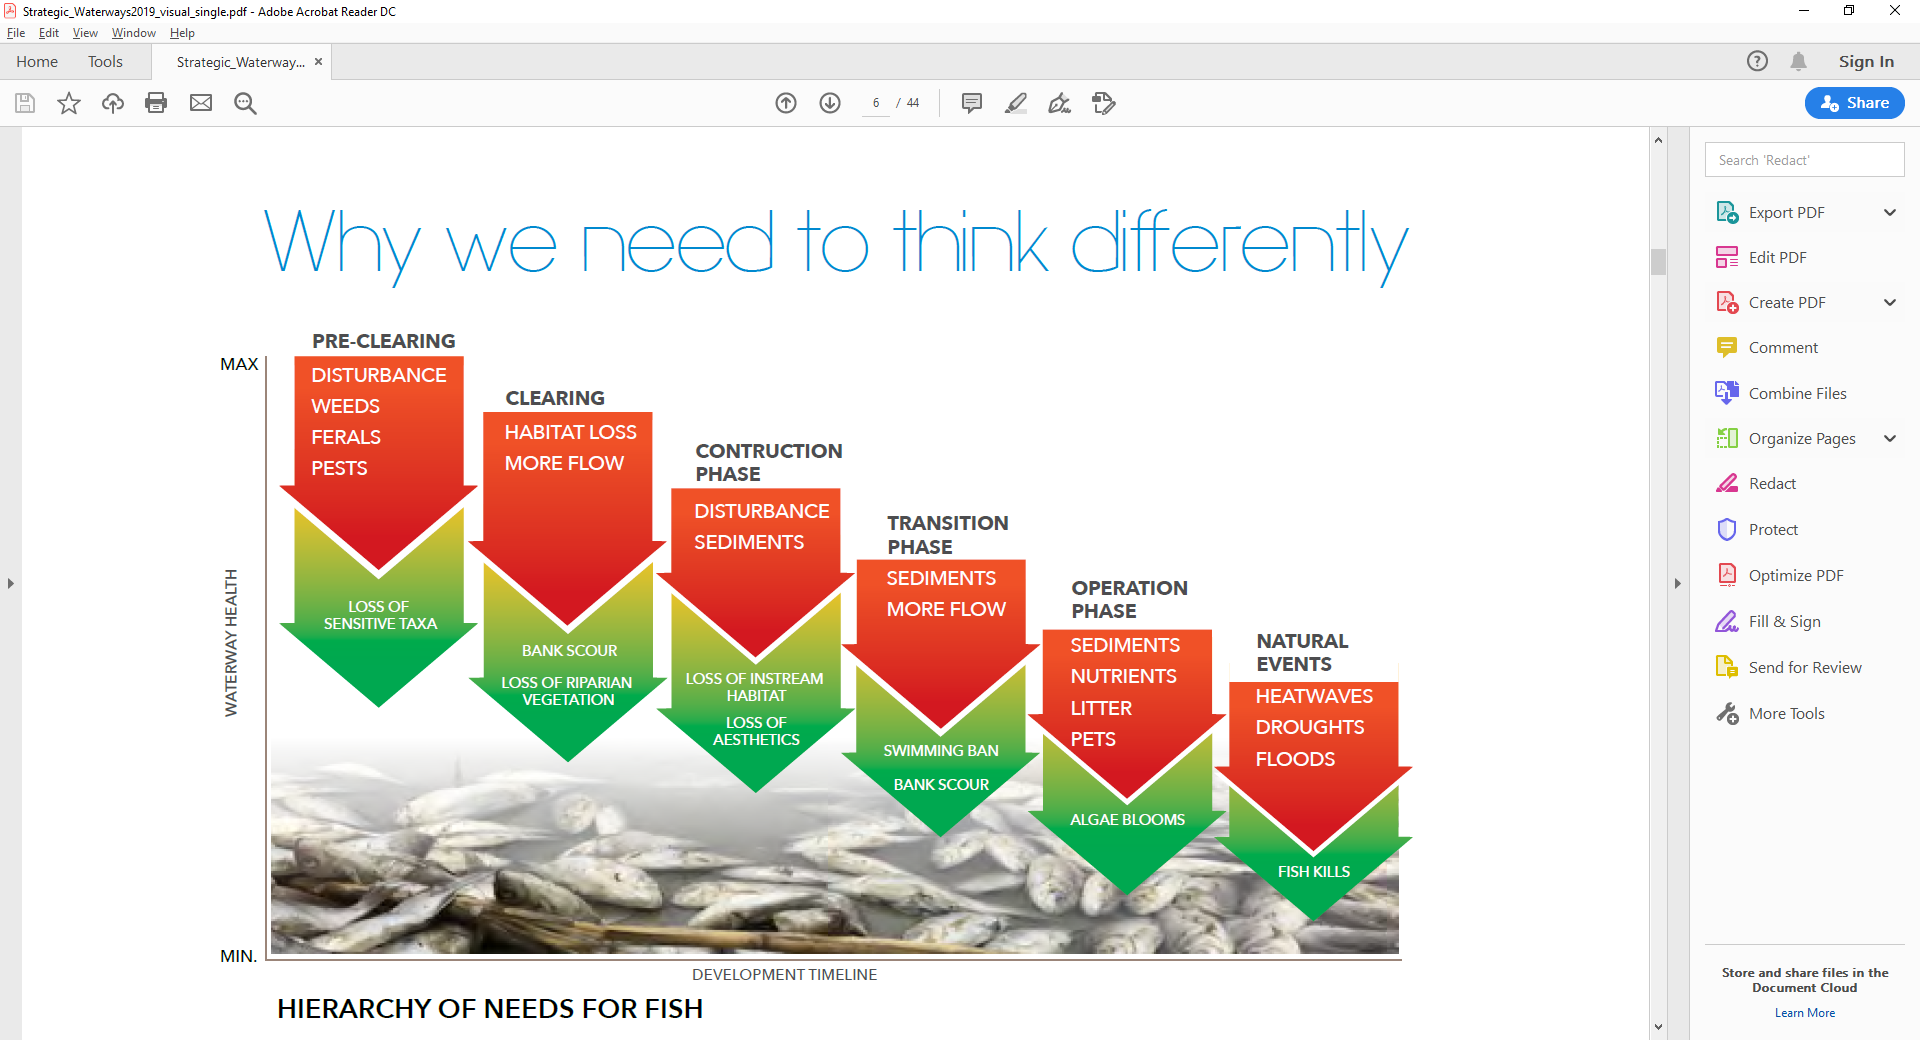 Strategic_Waterways2019_visual_single.pdf - Adobe Acrobat Reader DC
File Edit View Window Help
Home Tools Strategic_Waterway... × Sign In
6 / 44 Share
Search 'Redact'
Export PDF
Edit PDF
Create PDF
Comment
Combine Files
Organize Pages
Redact
Protect
Optimize PDF
Fill & Sign
Send for Review
More Tools
Store and share files in the
Document Cloud
Learn More
Why we need to think differently
MAX
WATERWAY HEALTH
MIN.
PRE-CLEARING
DISTURBANCE
WEEDS
FERALS
PESTS
LOSS OF
SENSITIVE TAXA
CLEARING
HABITAT LOSS
MORE FLOW
BANK SCOUR
LOSS OF RIPARIAN
VEGETATION
CONTRUCTION
PHASE
DISTURBANCE
SEDIMENTS
LOSS OF INSTREAM
HABITAT
LOSS OF
AESTHETICS
TRANSITION
PHASE
SEDIMENTS
MORE FLOW
SWIMMING BAN
BANK SCOUR
OPERATION
PHASE
SEDIMENTS
NUTRIENTS
LITTER
PETS
ALGAE BLOOMS
NATURAL
EVENTS
HEATWAVES
DROUGHTS
FLOODS
FISH KILLS
DEVELOPMENT TIMELINE
HIERARCHY OF NEEDS FOR FISH